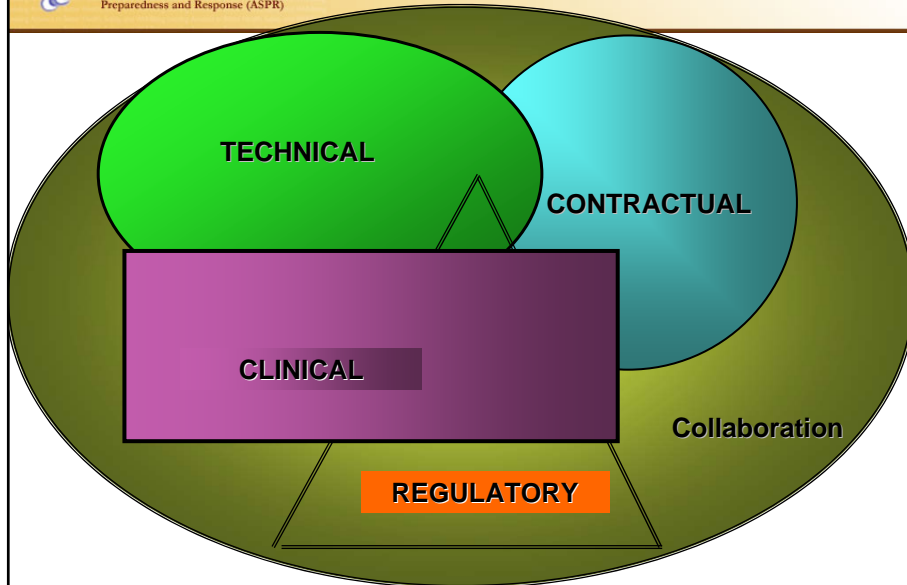 Preparedness and Response (ASPR)
TECHNICAL
CONTRACTUAL
CLINICAL
Collaboration
REGULATORY